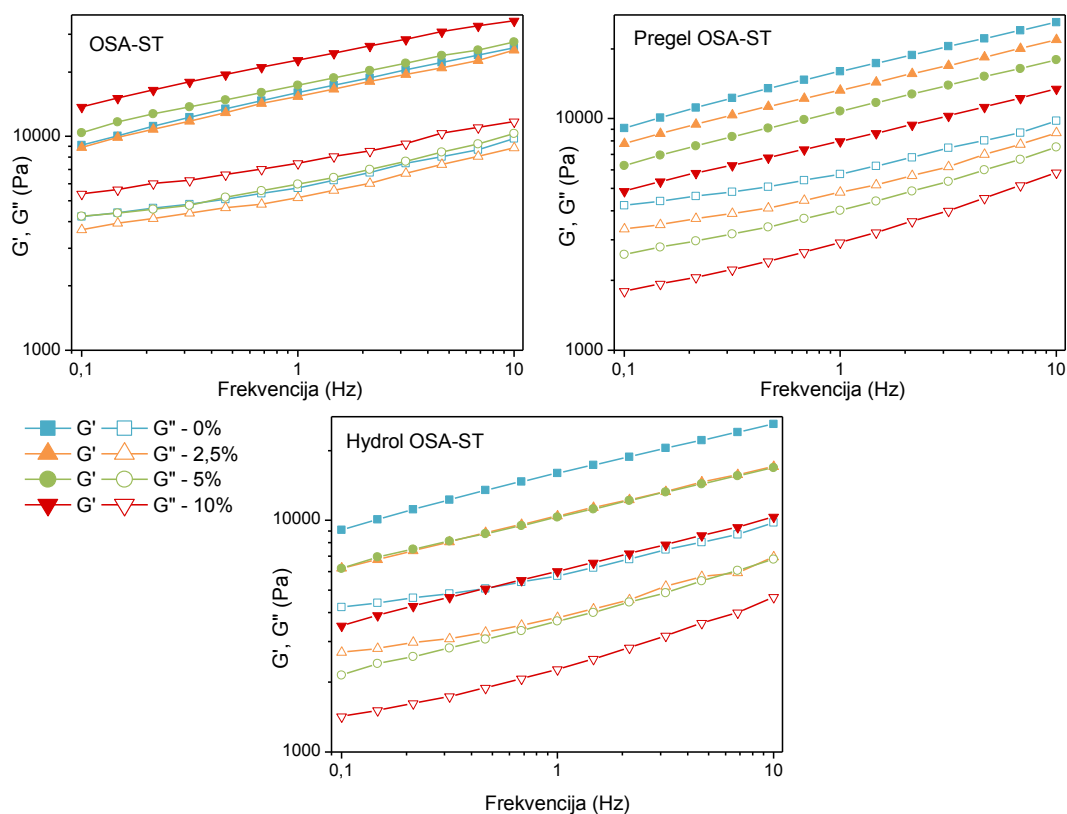 OSA-ST
G', G'' (Pa)
10000
1000
0,1
1
10
Frekvencija (Hz)
Pregel OSA-ST
G', G'' (Pa)
10000
1000
0,1
1
10
Frekvencija (Hz)
G' G'' - 0%
G' G'' - 2,5%
G' G'' - 5%
G' G'' - 10%
Hydrol OSA-ST
G', G'' (Pa)
10000
1000
0,1
1
10
Frekvencija (Hz)